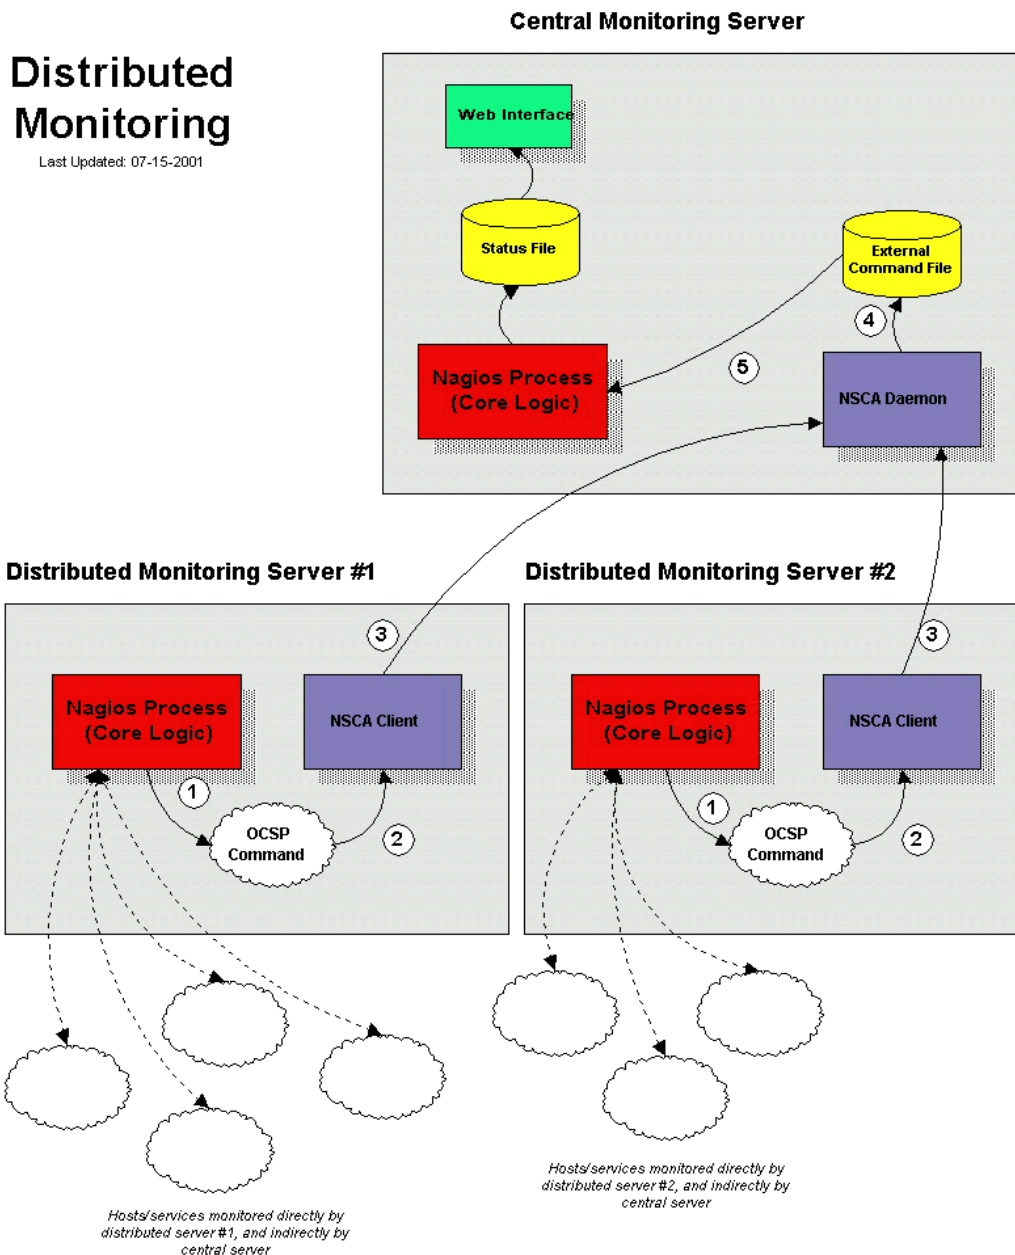 Central Monitoring Server
Distributed
Monitoring
Last Updated: 07-15-2001
Web Interface
Status File
External
Command File
4
5
Nagios Process
(Core Logic)
NSCA Daemon
Distributed Monitoring Server #1
Distributed Monitoring Server #2
3
3
Nagios Process
(Core Logic)
NSCA Client
Nagios Process
(Core Logic)
NSCA Client
1
OCSP
Command
2
1
OCSP
Command
2
Hosts/services monitored directly by
distributed server #2, and indirectly by
central server
Hosts/services monitored directly by
distributed server #1, and indirectly by
central server